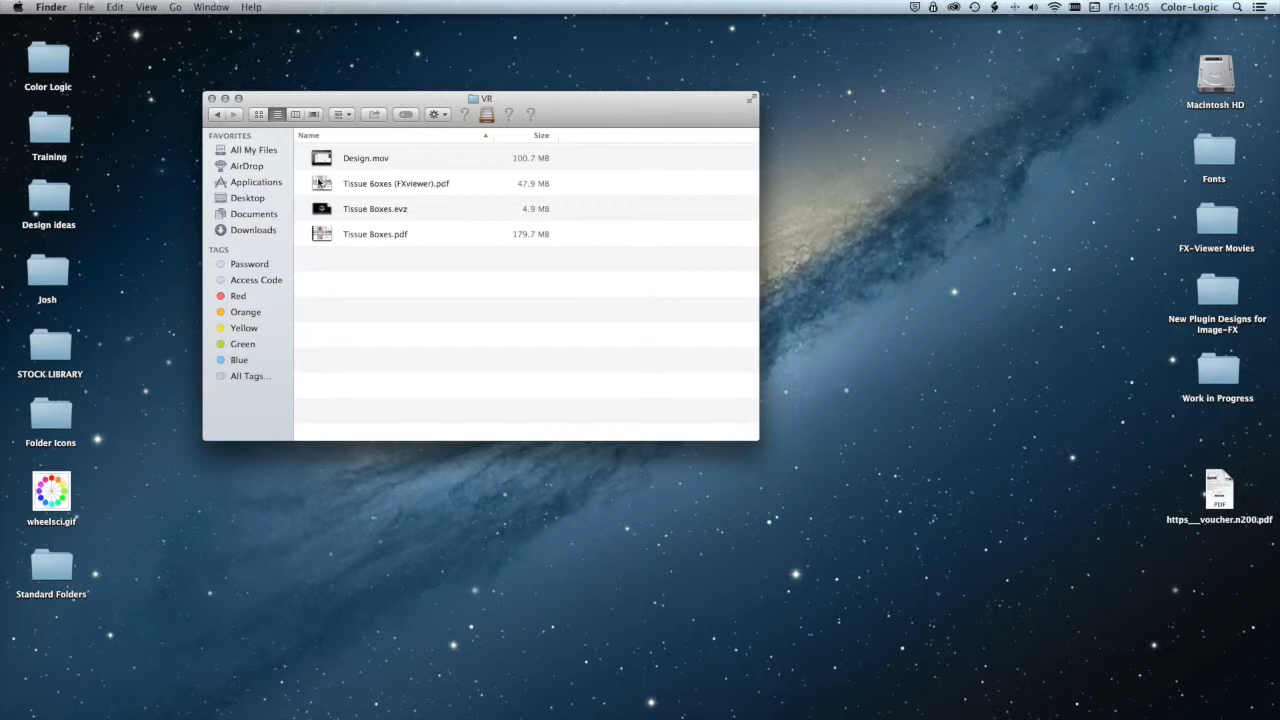 Finder File Edit View Go Window Help
Fri 14:05 Color-Logic
Color Logic
Training
Design ideas
Josh
STOCK LIBRARY
Folder Icons
wheelsci.gif
Standard Folders
VR
FAVORITES
All My Files
AirDrop
Applications
Desktop
Documents
Downloads
TAGS
Password
Access Code
Red
Orange
Yellow
Green
Blue
All Tags...
Name Size
Design.mov 100.7 MB
Tissue Boxes (FXviewer).pdf 47.9 MB
Tissue Boxes.evz 4.9 MB
Tissue Boxes.pdf 179.7 MB
Macintosh HD
Fonts
FX-Viewer Movies
New Plugin Designs for
Image-FX
Work in Progress
PDF
https__voucher.n200.pdf